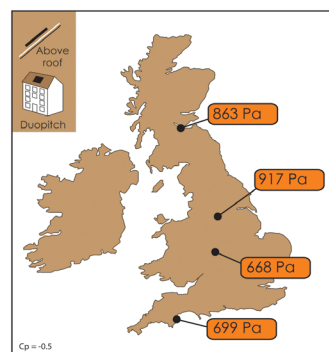 Above
roof
Duopitch
863 Pa
917 Pa
668 Pa
699 Pa
Cp = -0.5